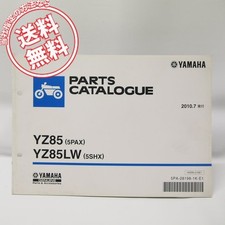 送料
無料
YAMAHA
PARTS
CATALOGUE
2010.7 発行
YZ85 (5PAX)
YZ85LW (5SHX)
YAMAHA